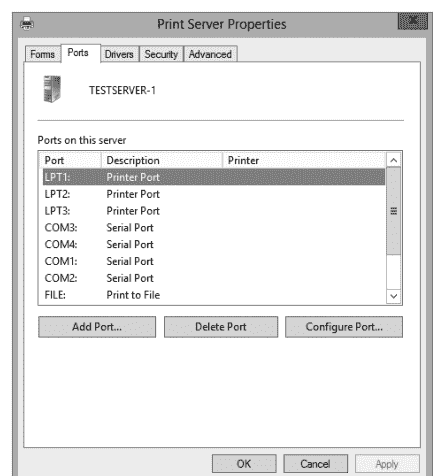 Print Server Properties
Forms Ports Drivers Security Advanced
TESTSERVER-1
Ports on this server
Port Description Printer
LPT1: Printer Port
LPT2: Printer Port
LPT3: Printer Port
COM3: Serial Port
COM4: Serial Port
COM1: Serial Port
COM2: Serial Port
FILE: Print to File
Add Port... Delete Port Configure Port...
OK Cancel Apply